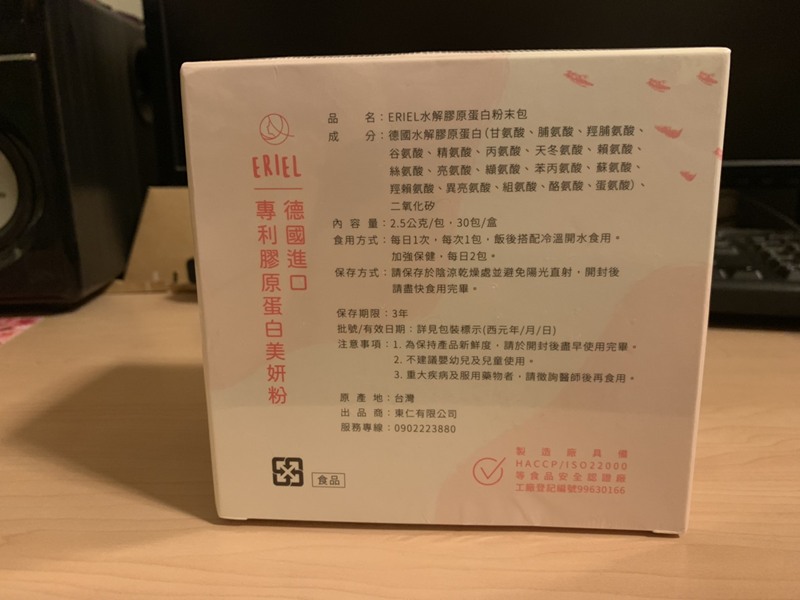 ERIEL
德國進口
專利膠原蛋白美妍粉
品 名：ERIEL水解膠原蛋白粉末包
成 分：德國水解膠原蛋白(甘氨酸、脯氨酸、羥脯氨酸、
谷氨酸、精氨酸、丙氨酸、天冬氨酸、賴氨酸、
絲氨酸、亮氨酸、纈氨酸、苯丙氨酸、蘇氨酸、
羥賴氨酸、異亮氨酸、組氨酸、酪氨酸、蛋氨酸)、
二氧化矽
內 容 量：2.5公克/包，30包/盒
食用方式：每日1次，每次1包，飯後搭配冷溫開水食用。
加強保健，每日2包。
保存方式：請保存於陰涼乾燥處並避免陽光直射，開封後
請盡快食用完畢。
保存期限：3年
批號/有效日期：詳見包裝標示(西元年/月/日)
注意事項：1. 為保持產品新鮮度，請於開封後盡早使用完畢。
2. 不建議嬰幼兒及兒童使用。
3. 重大疾病及服用藥物者，請徵詢醫師後再食用。
原 產 地：台灣
出 品 商：東仁有限公司
服務專線：0902223880
食品
製造廠具備
HACCP/ISO22000
等食品安全認證廠
工廠登記編號99630166